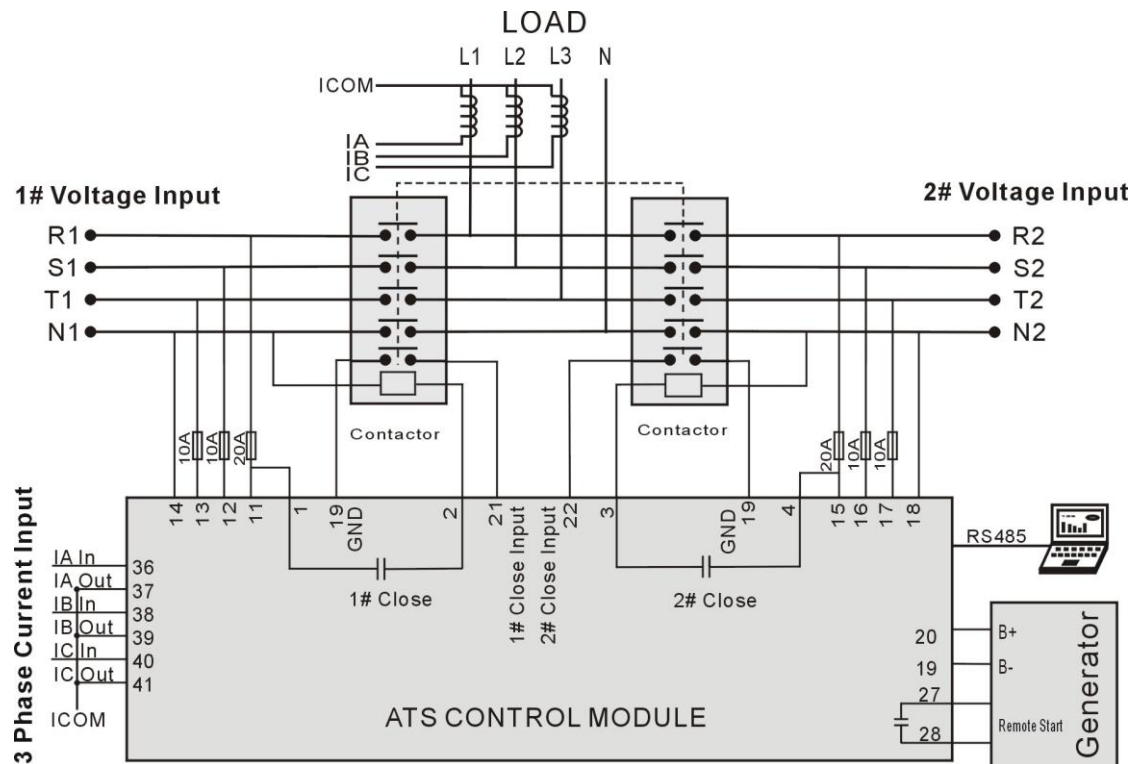 LOAD
L1 L2 L3 N
ICOM
IA
IB
IC
1# Voltage Input
2# Voltage Input
R1
R2
S1
S2
T1
T2
N1
N2
Contactor
Contactor
10A 10A 20A
20A 10A 10A
14 13 12 11 1 19 GND 2 21 1# Close Input 2# Close Input 22 3 GND 19 4 15 16 17 18
RS485
1# Close
2# Close
3 Phase Current Input
IA In 36
IA Out 37
IB In 38
IB Out 39
IC In 40
IC Out 41
ICOM
ATS CONTROL MODULE
20 B+
19 B-
27
Remote Start
28
Generator